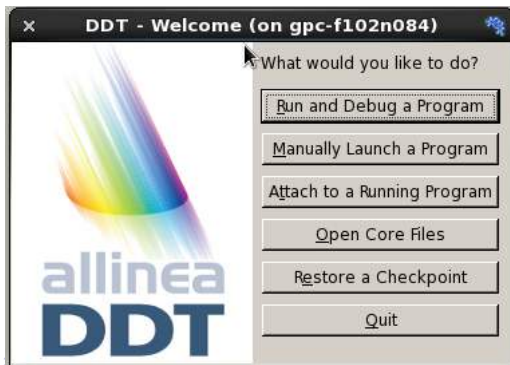 DDT - Welcome (on gpc-f102n084)
What would you like to do?
Run and Debug a Program
Manually Launch a Program
Attach to a Running Program
Open Core Files
Restore a Checkpoint
Quit
allinea
DDT